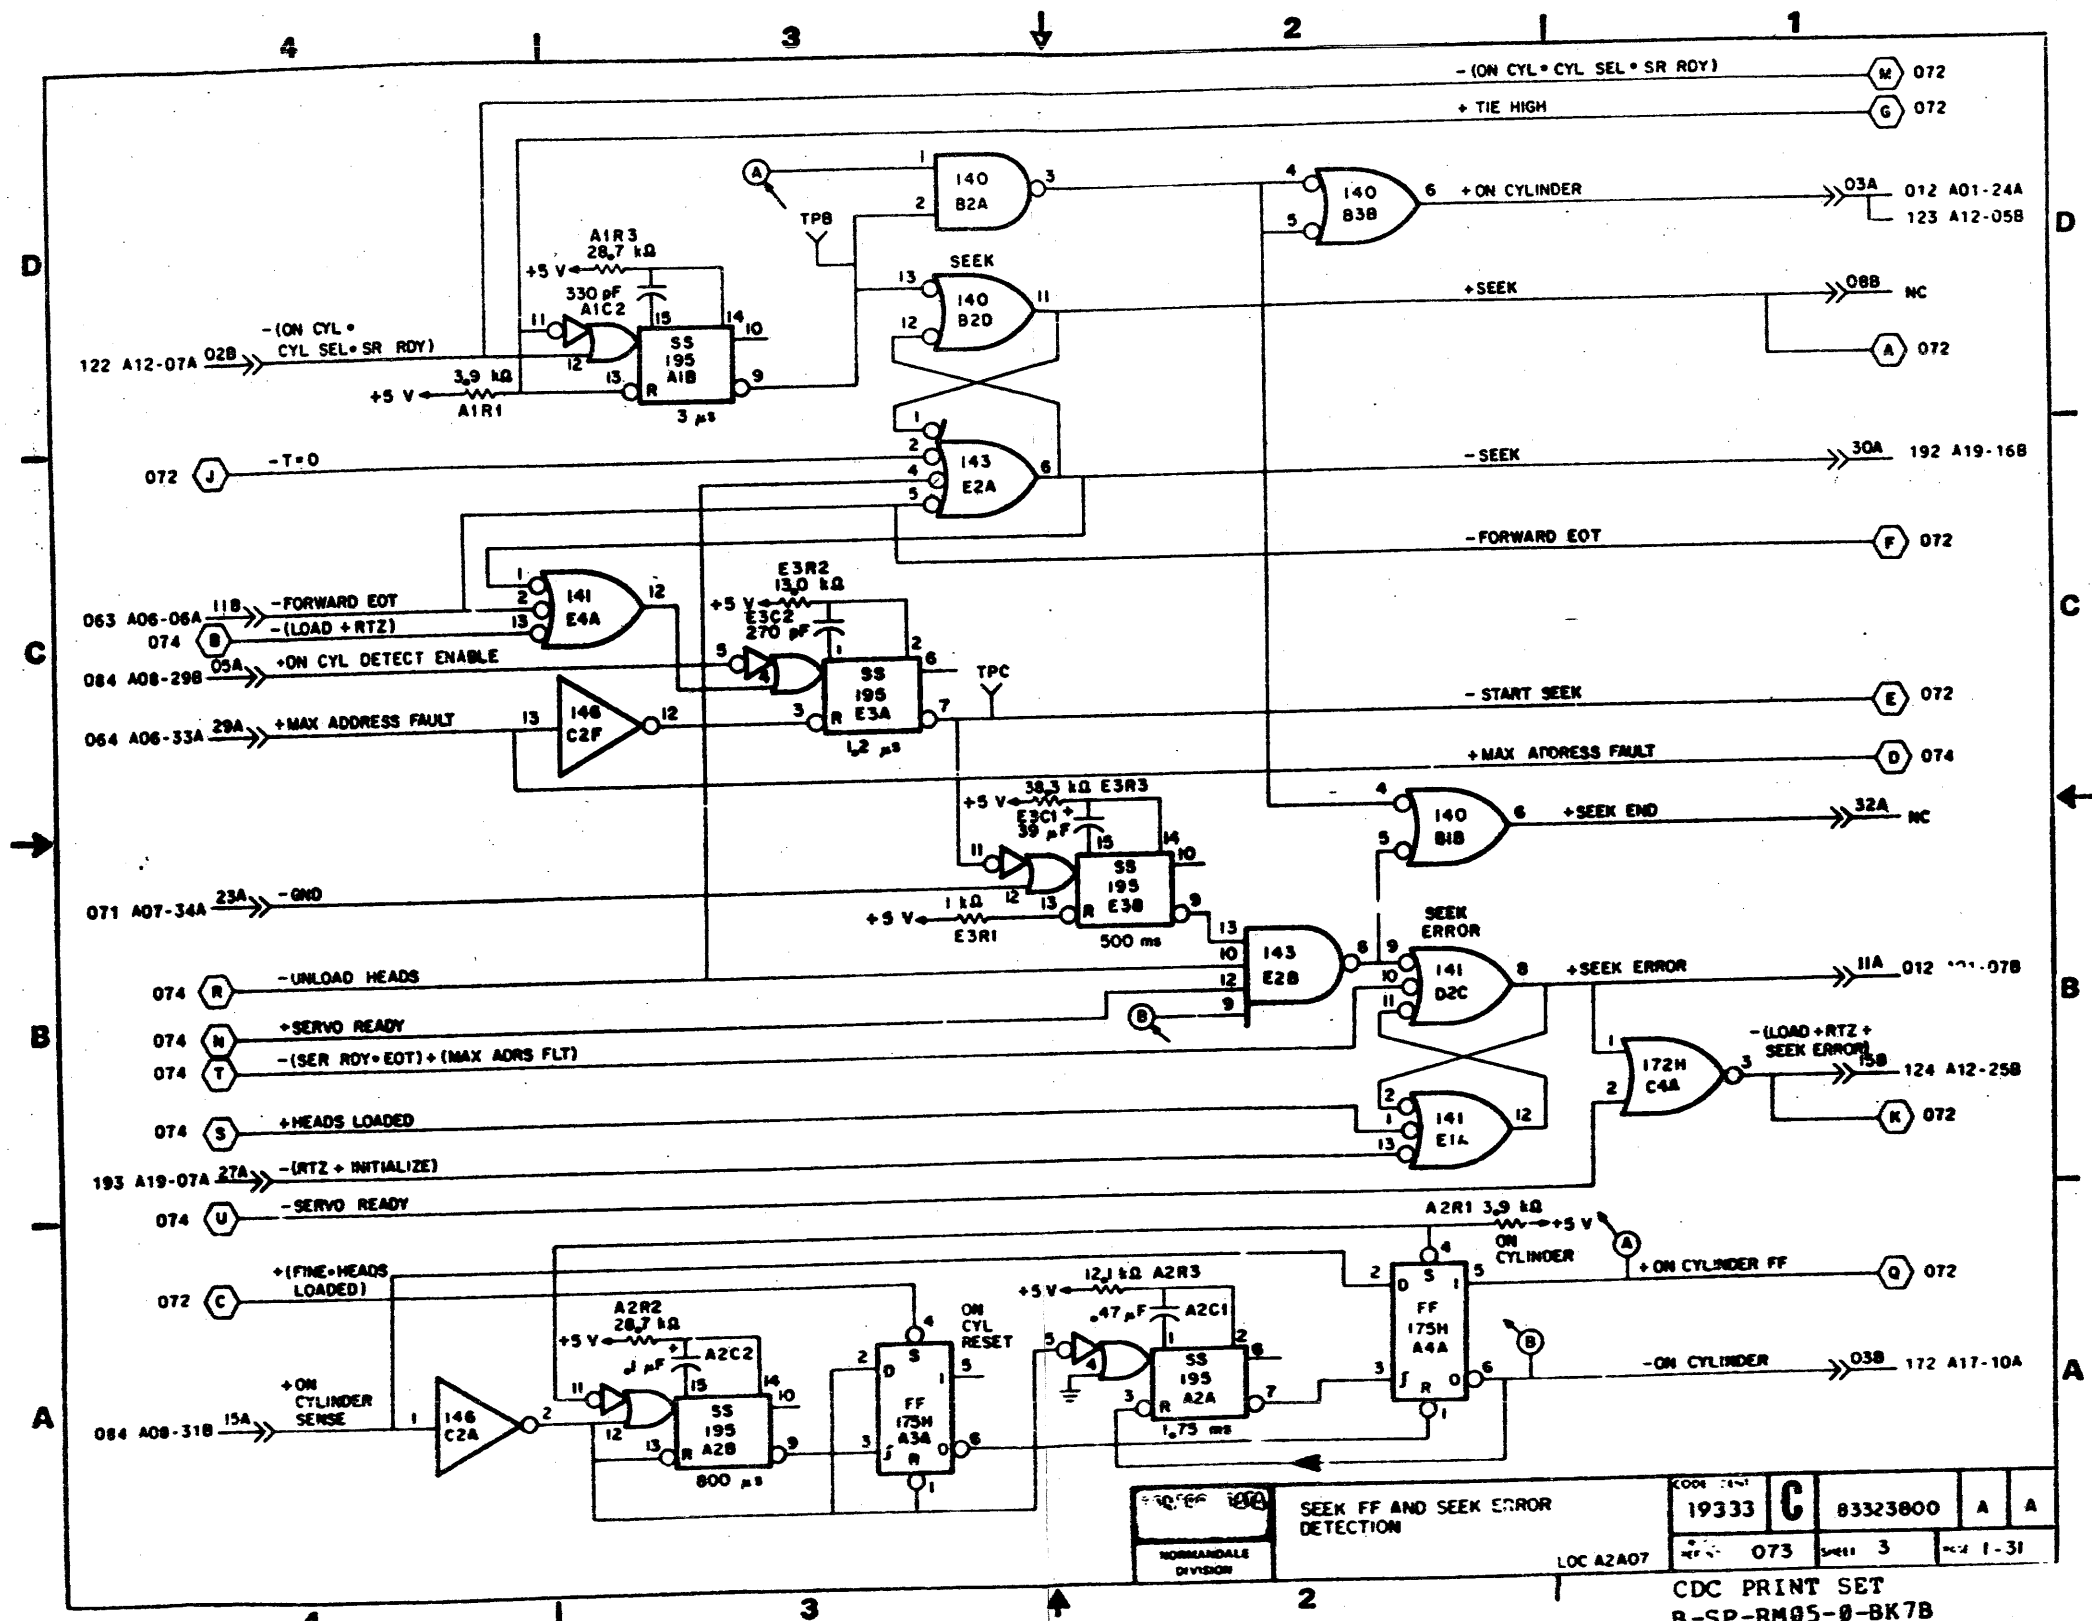 4 3 2 1
-(ON CYL•CYL SEL•SR RDY) M 072
+ TIE HIGH G 072
A 1 2 140 B2A 3
4 5 140 B3B 6 +ON CYLINDER 03A 012 A01-24A
123 A12-05B
D D
TPB
A1R3
28.7 kΩ
+5 V
330 pF
A1C2
SEEK
13 12 140 B2D 11 +SEEK 08B NC
A 072
-(ON CYL •
CYL SEL• SR RDY)
122 A12-07A 02B
11 12 13 15 14 10 9
SS
195
A1B
R
3 µs
3.9 kΩ
+5 V
A1R1
072 J -T=0
1 2 4 5 143 E2A 6 -SEEK 30A 192 A19-16B
-FORWARD EOT F 072
C C
063 A06-06A 11B -FORWARD EOT
074 B -(LOAD +RTZ)
1 2 13 141 E4A 12
E3R2
13.0 kΩ
+5 V
E3C2
270 pF
084 A08-29B 05A +ON CYL DETECT ENABLE
5 4 3 1 2 6 7
SS
195
E3A
R
1.2 µs
TPC
-START SEEK E 072
064 A06-33A 29A +MAX ADDRESS FAULT
13 146 C2F 12
+MAX ADDRESS FAULT D 074
38.3 kΩ E3R3
+5 V
E3C1 +
39 µF
4 5 140 B1B 6 +SEEK END 32A NC
11 12 13 15 14 10 9
SS
195
E3B
R
500 ms
071 A07-34A 23A -GND
1 kΩ
+5 V
E3R1
SEEK
ERROR
13 10 12 9 143 E2B 8
9 10 11 141 D2C 8 +SEEK ERROR 11A 012
074 R -UNLOAD HEADS
B B
B
074 N +SERVO READY
074 T -(SER RDY•EOT)+(MAX ADRS FLT)
1 2 172H C4A 3
-(LOAD +RTZ +
SEEK ERROR)
15B 124 A12-25B
K 072
074 S +HEADS LOADED
2 1 13 141 12
193 A19-07A 27A -(RTZ + INITIALIZE)
074 U -SERVO READY
A2R1 3.9 kΩ
+5 V
ON
CYLINDER
A
+ON CYLINDER FF Q 072
072 C +(FINE•HEADS
LOADED)
A2R2
28.7 kΩ
+5 V
+
.1 µF A2C2
ON
CYL
RESET
12.1 kΩ A2R3
+5 V
.47 µF A2C1
2 3 4 5 6 1
D S 1 R 0
FF
175H
A4A
B
-ON CYLINDER 03B 172 A17-10A
A A
+ON
CYLINDER
SENSE
084 A08-31B 15A
1 146 C2A 2
11 12 13 15 14 10 9
SS
195
A2B
R
800 µs
2 3 4 5 6 1
D S 1 R 0
FF
175H
A3A
5 4 3 1 2 6 7
SS
195
A2A
R
1.75 ms
NORMANDALE
DIVISION
SEEK FF AND SEEK ERROR
DETECTION
LOC A2A07
CODE IDENT
19333 C 83323800 A A
073 SHEET 3 1-31
4 3 2
CDC PRINT SET
B-SP-RM05-0-BK7B